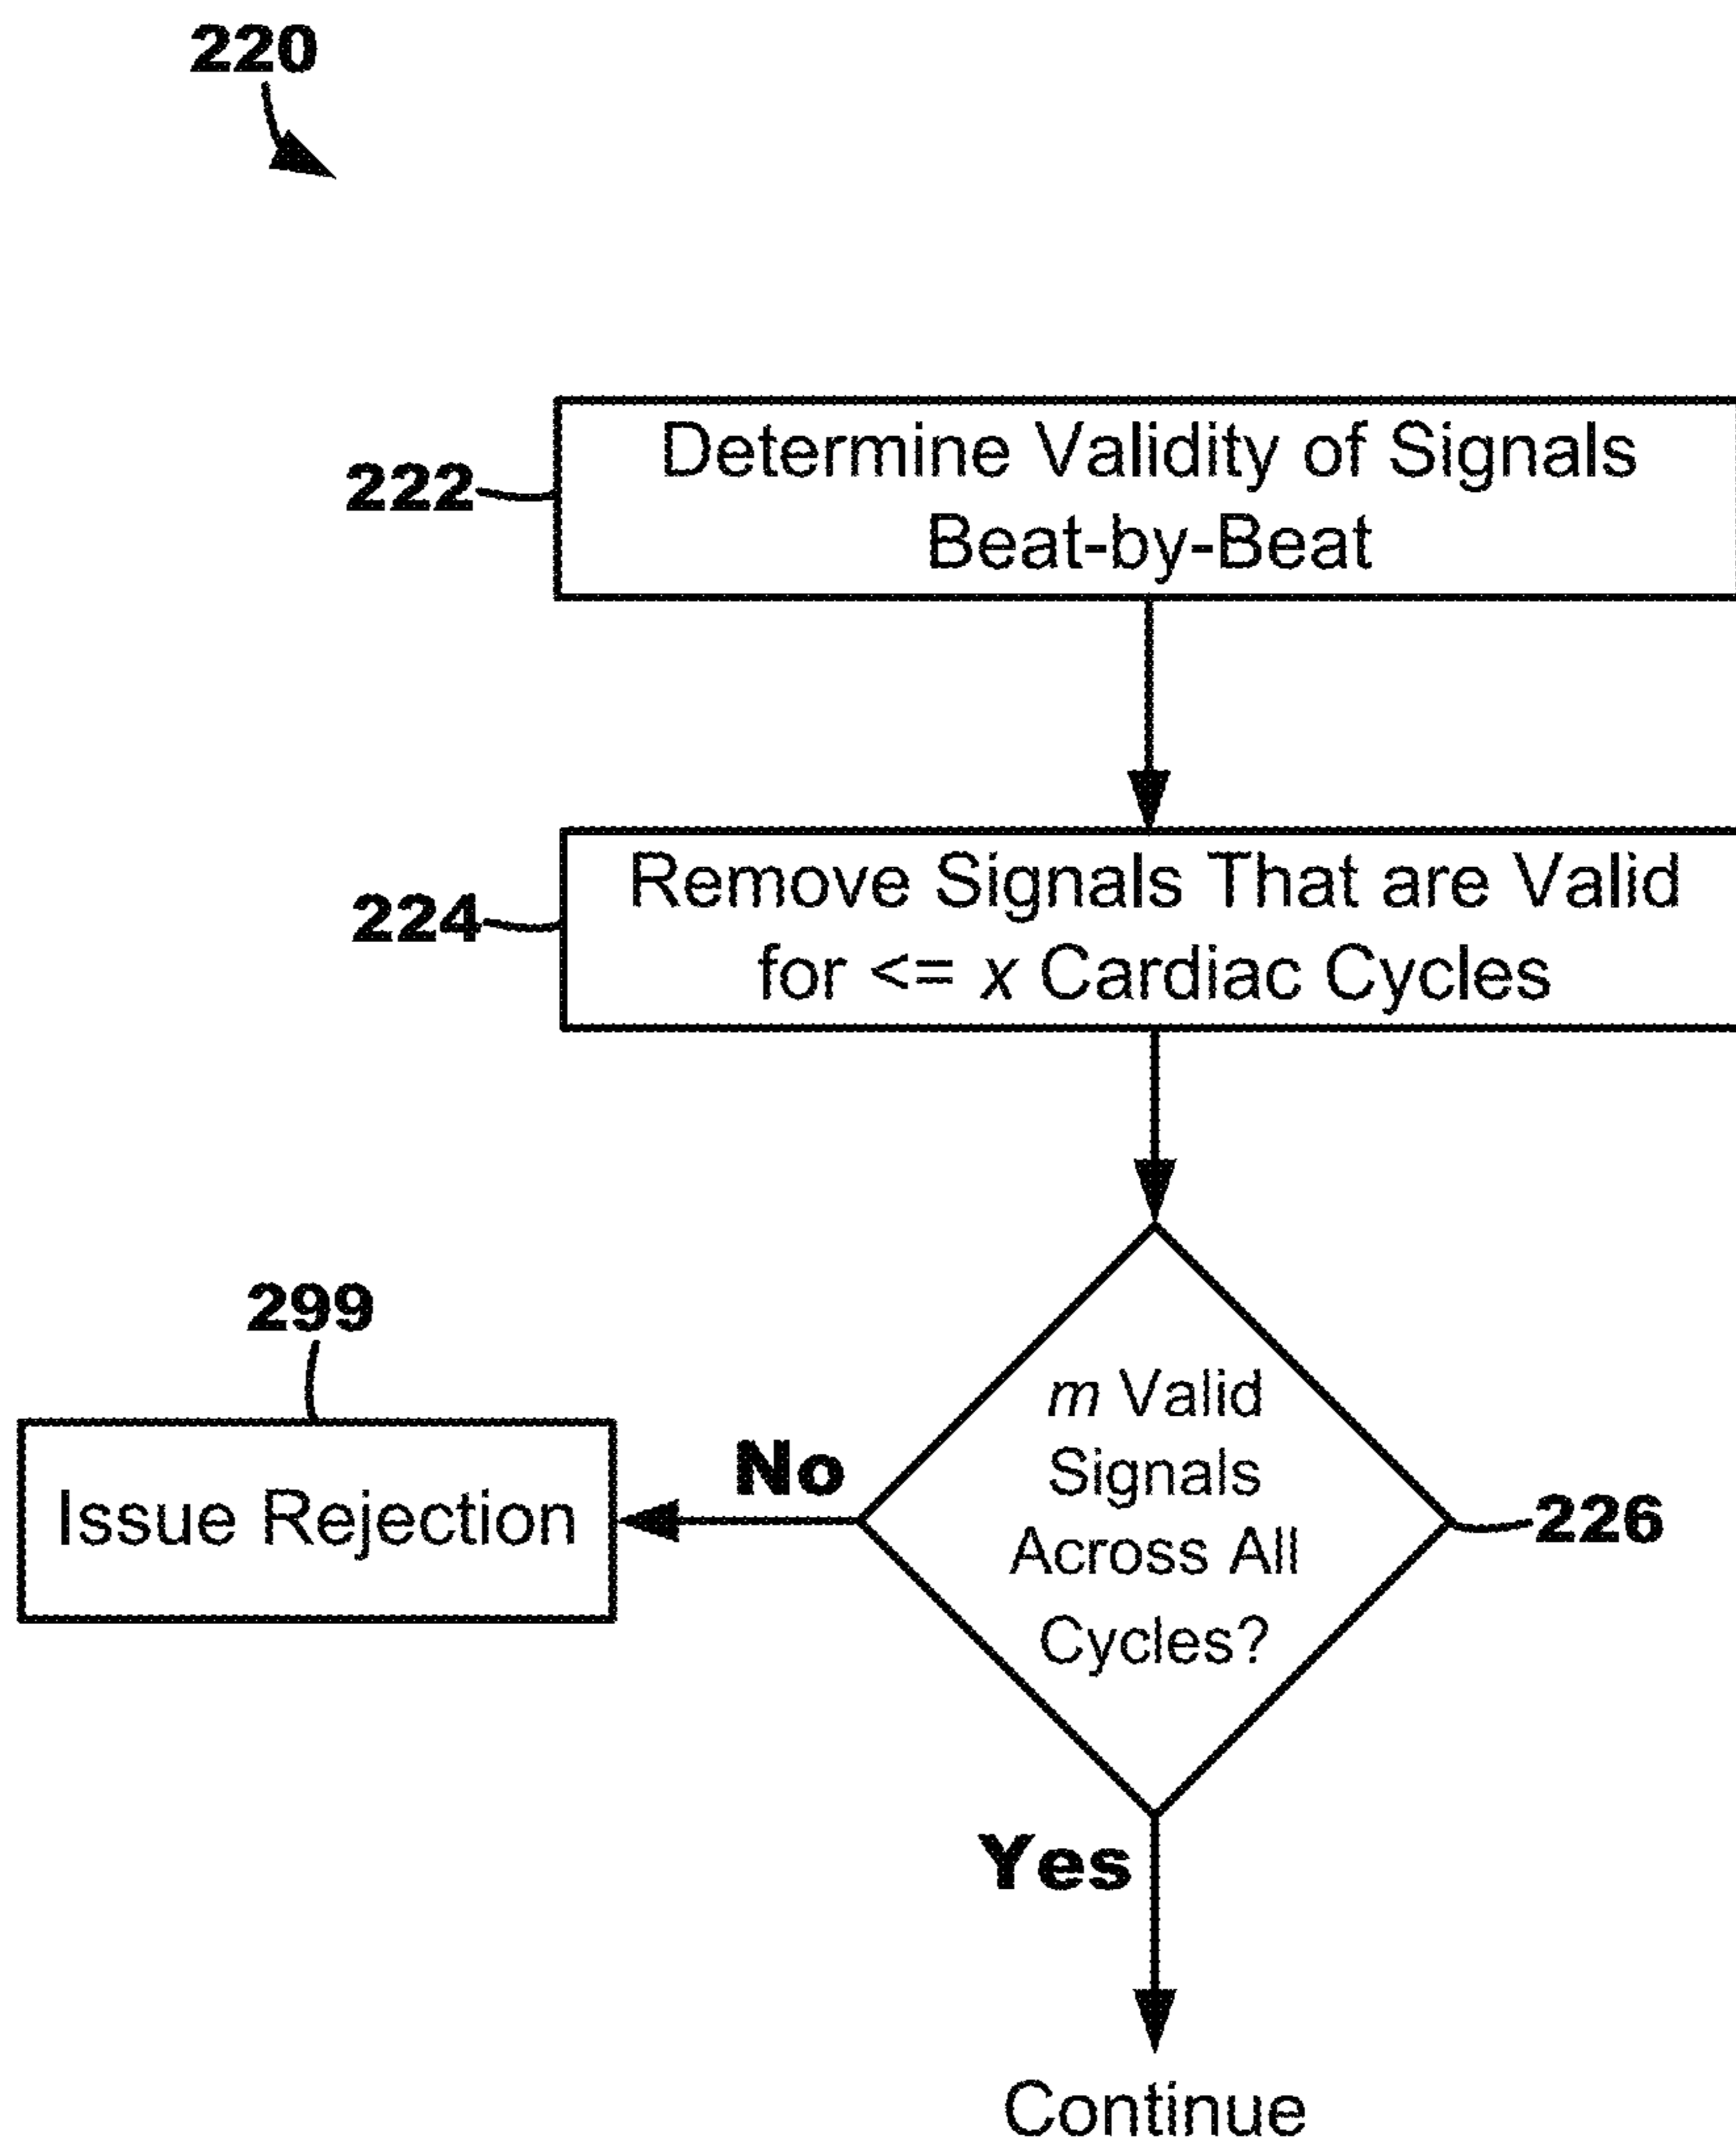 220
222
Determine Validity of Signals
Beat-by-Beat
224
Remove Signals That are Valid
for <= x Cardiac Cycles
299
Issue Rejection
No
m Valid
Signals
Across All
Cycles?
226
Yes
Continue